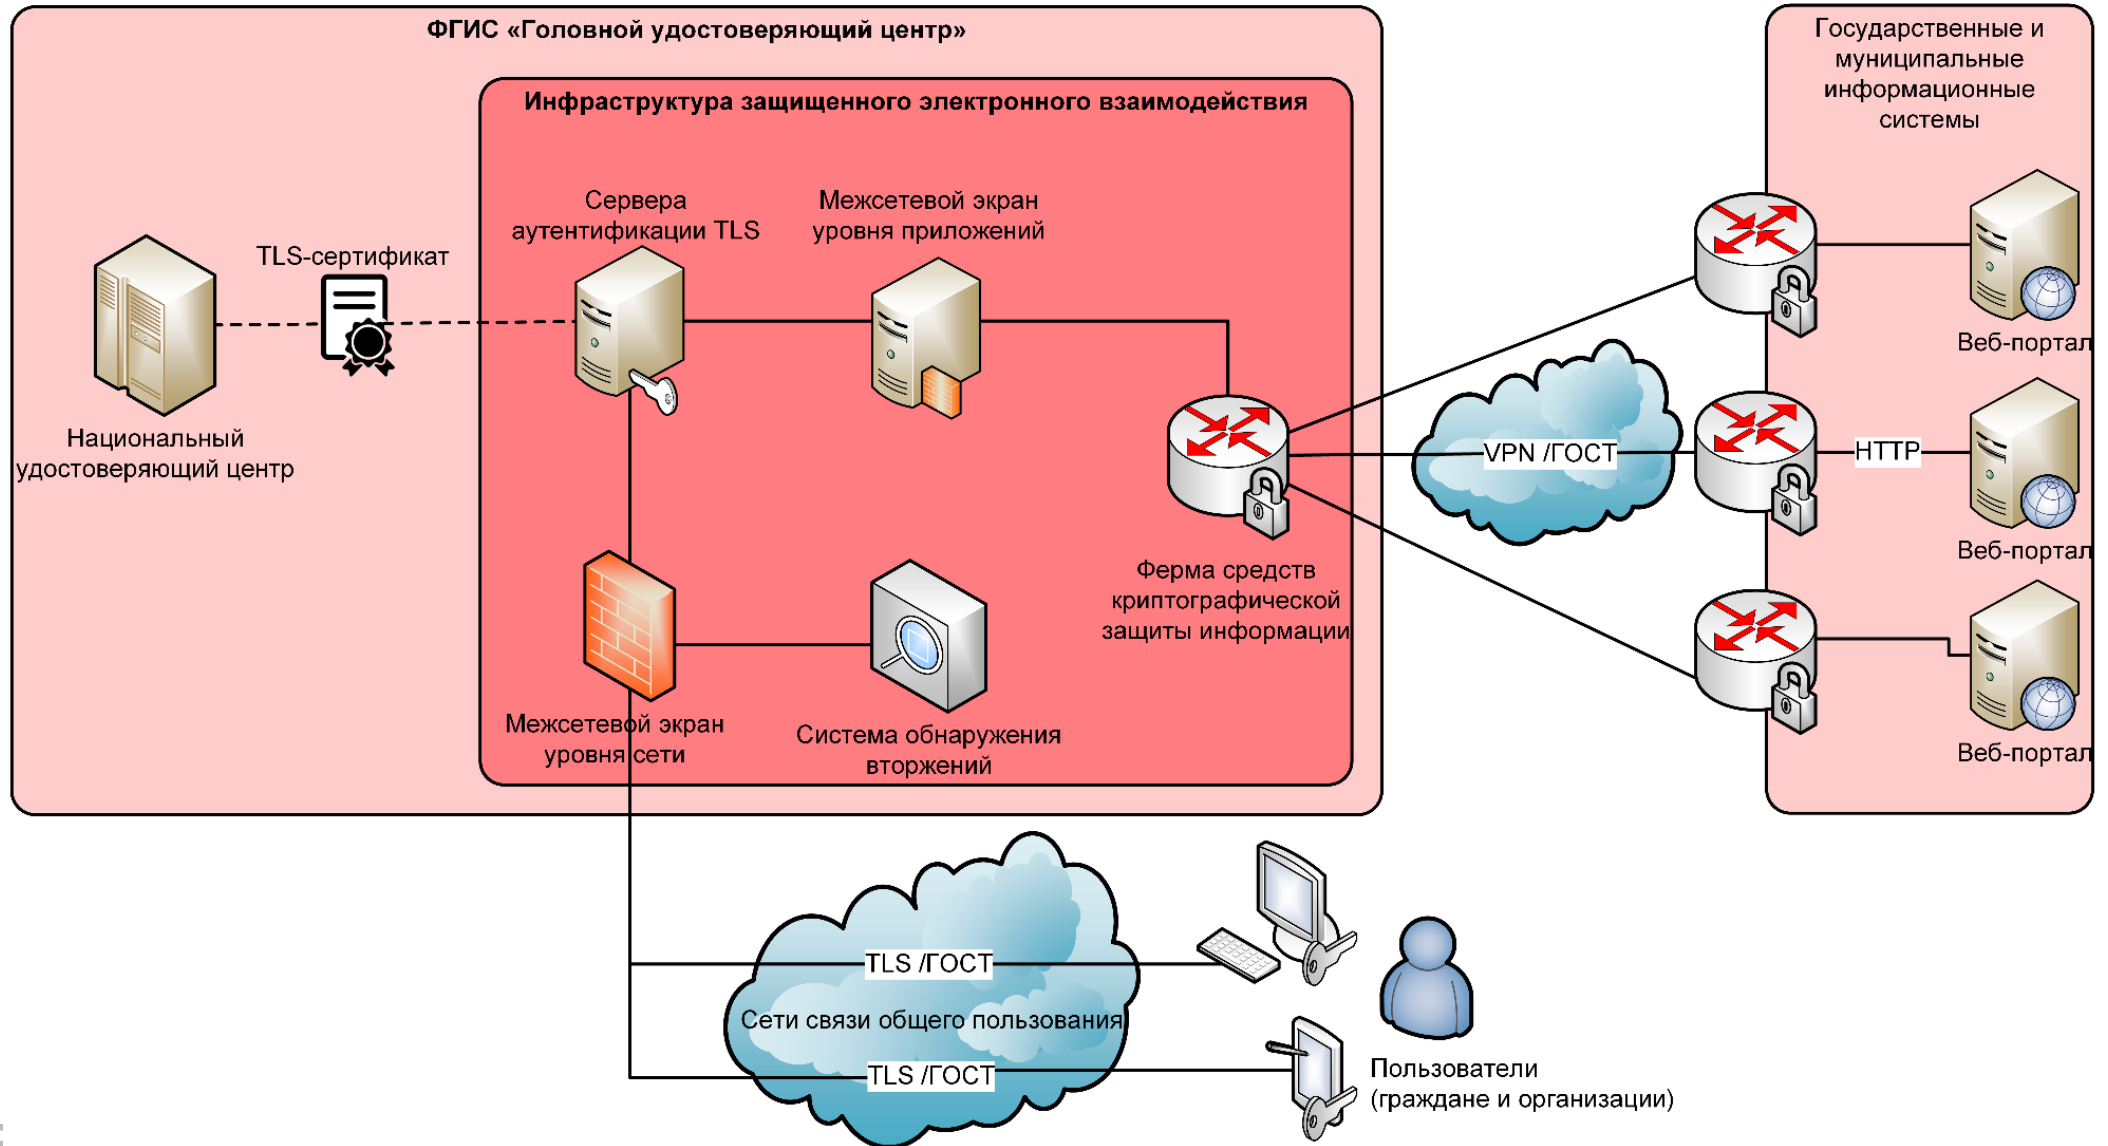 ФГИС «Головной удостоверяющий центр»
Инфраструктура защищенного электронного взаимодействия
Государственные и
муниципальные
информационные
системы
Сервера
аутентификации TLS
Межсетевой экран
уровня приложений
TLS-сертификат
Национальный
удостоверяющий центр
Веб-портал
VPN /ГОСТ
HTTP
Веб-портал
Ферма средств
криптографической
защиты информации
Межсетевой экран
уровня сети
Система обнаружения
вторжений
Веб-портал
TLS /ГОСТ
Сети связи общего пользования
TLS /ГОСТ
Пользователи
(граждане и организации)